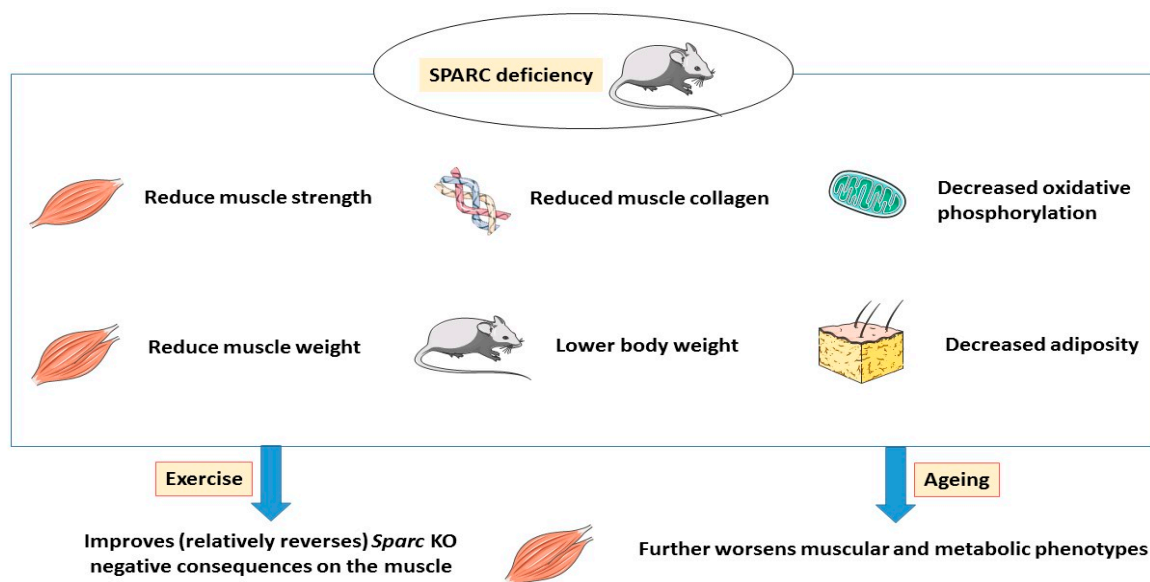 SPARC deficiency
Reduce muscle strength
Reduced muscle collagen
Decreased oxidative
phosphorylation
Reduce muscle weight
Lower body weight
Decreased adiposity
Exercise
Ageing
Improves (relatively reverses) Sparc KO
negative consequences on the muscle
Further worsens muscular and metabolic phenotypes